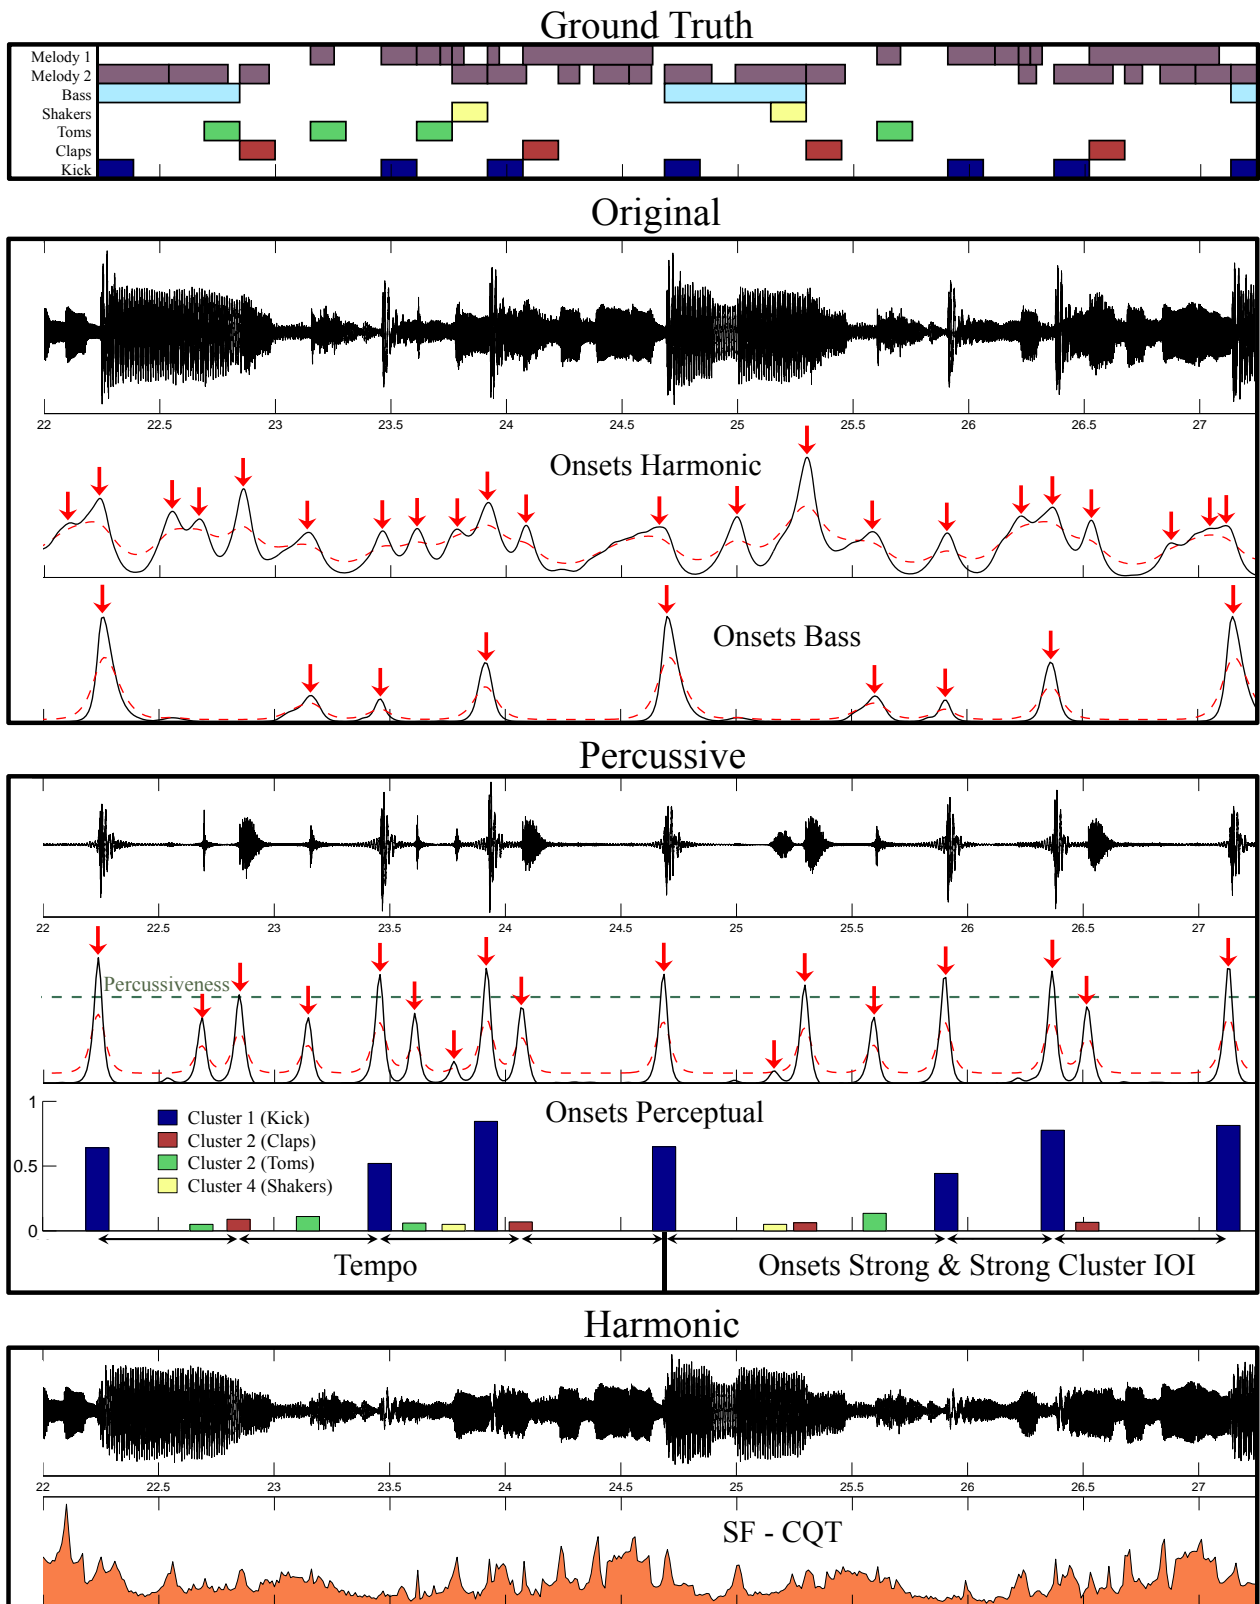 Ground Truth
Melody 1
Melody 2
Bass
Shakers
Toms
Claps
Kick
Original
22 22.5 23 23.5 24 24.5 25 25.5 26 26.5 27
Onsets Harmonic
Onsets Bass
Percussive
22 22.5 23 23.5 24 24.5 25 25.5 26 26.5 27
Percussiveness
Onsets Perceptual
1
0.5
0
Cluster 1 (Kick)
Cluster 2 (Claps)
Cluster 2 (Toms)
Cluster 4 (Shakers)
Tempo
Onsets Strong & Strong Cluster IOI
Harmonic
22 22.5 23 23.5 24 24.5 25 25.5 26 26.5 27
SF - CQT